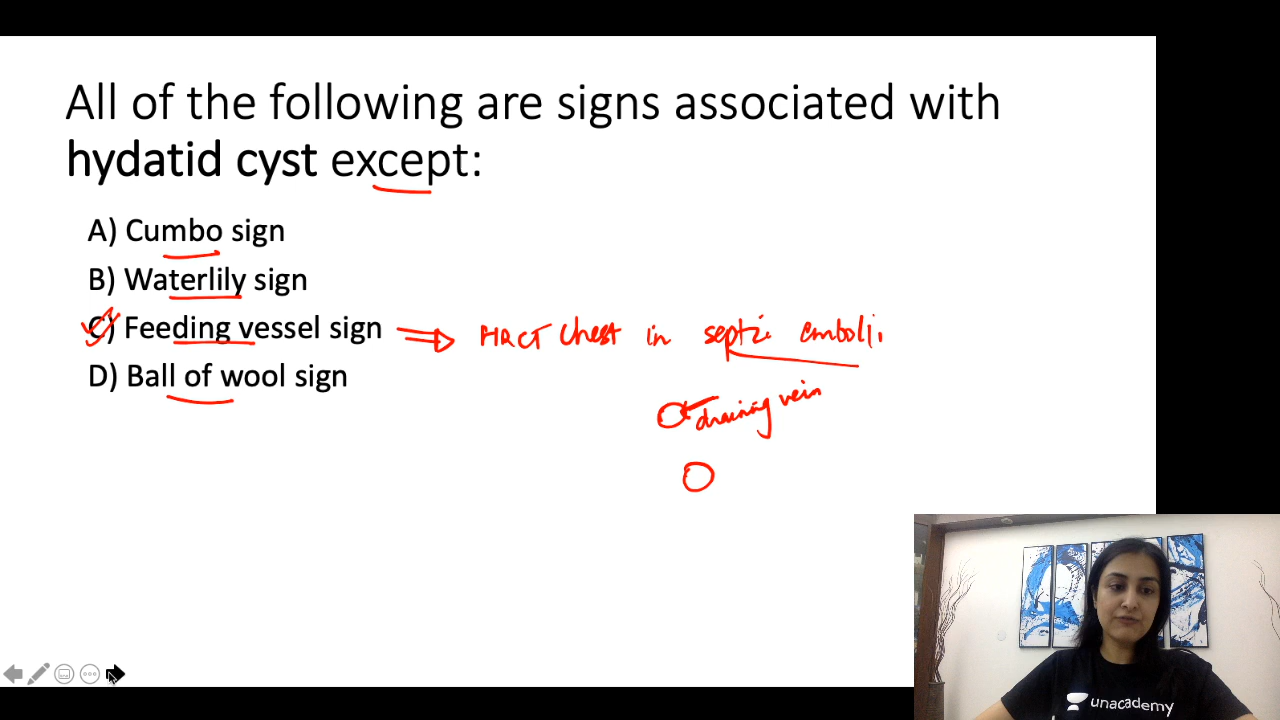 All of the following are signs associated with
hydatid cyst except:
A) Cumbo sign
B) Waterlily sign
C) Feeding vessel sign
HRCT Chest in septic emboli
D) Ball of wool sign
draining vein
unacademy